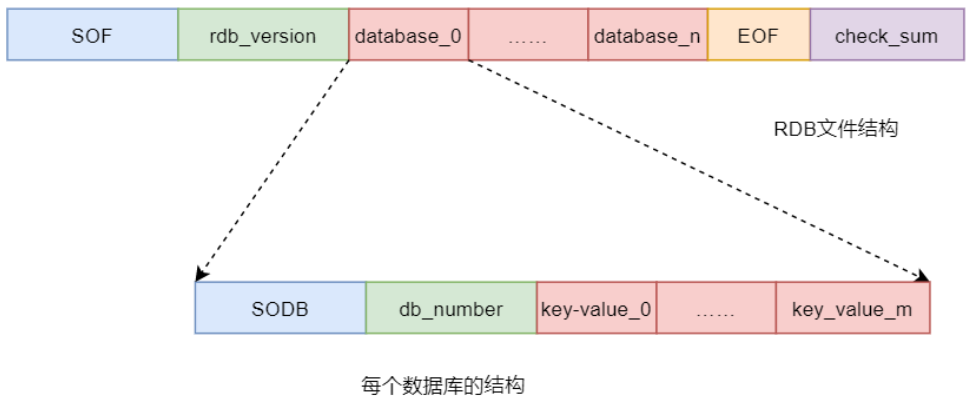 SOF rdb_version database_0 …… database_n EOF check_sum
RDB文件结构
SODB db_number key-value_0 …… key_value_m
每个数据库的结构